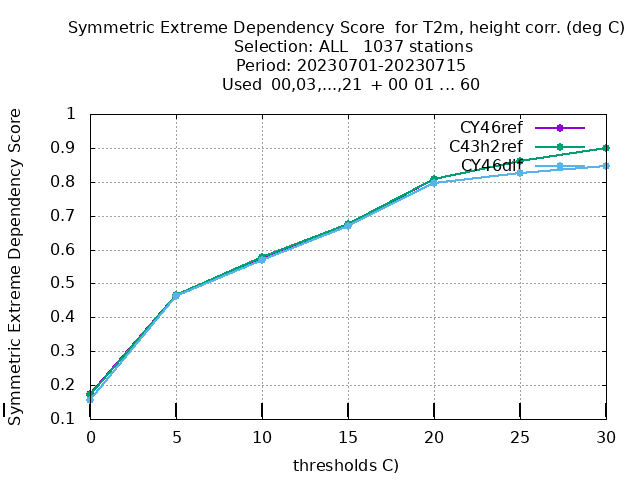 Symmetric Extreme Dependency Score  for T2m, height corr. (deg C)
Selection: ALL   1037 stations
Period: 20230701-20230715
Used  00,03,...,21  + 00 01 ... 60
Symmetric Extreme Dependency Score
1
0.9
0.8
0.7
0.6
0.5
0.4
0.3
0.2
0.1
CY46ref
C43h2ref
CY46dlf
0 5 10 15 20 25 30
thresholds C)